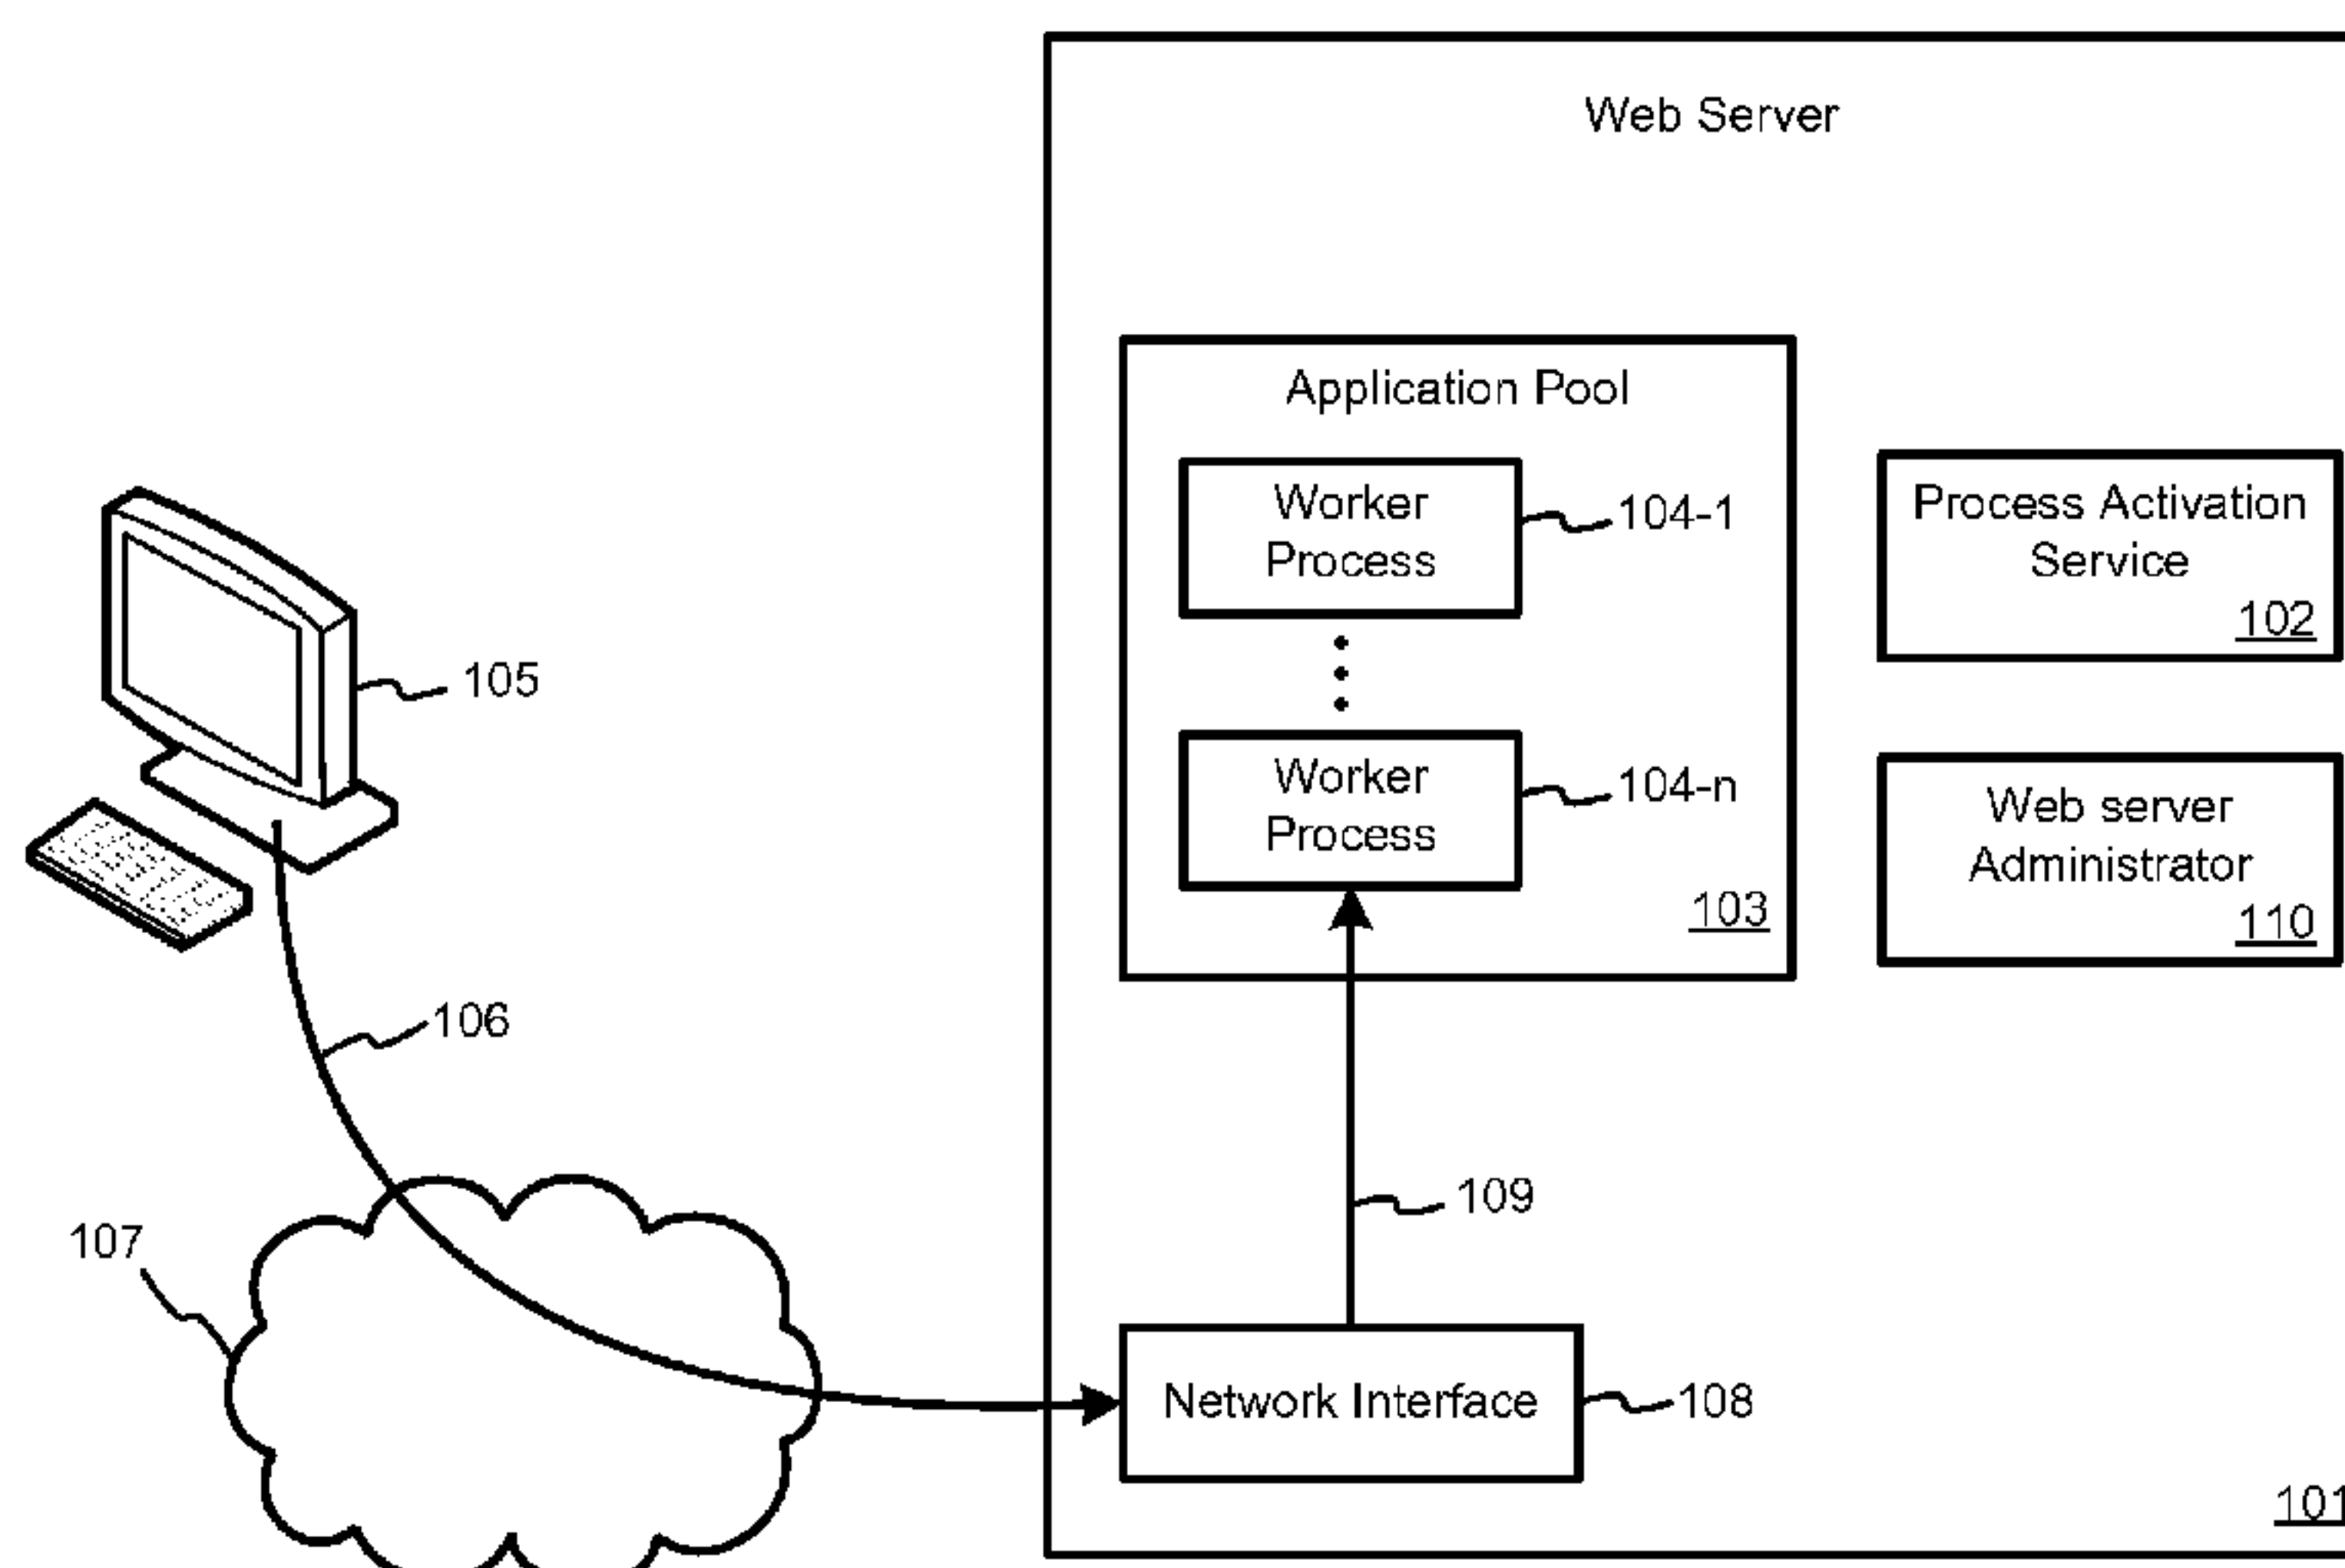 Web Server
Application Pool
Worker
Process
104-1
Process Activation
Service
102
105
Worker
Process
104-n
Web server
Administrator
110
103
106
109
107
Network Interface
108
101